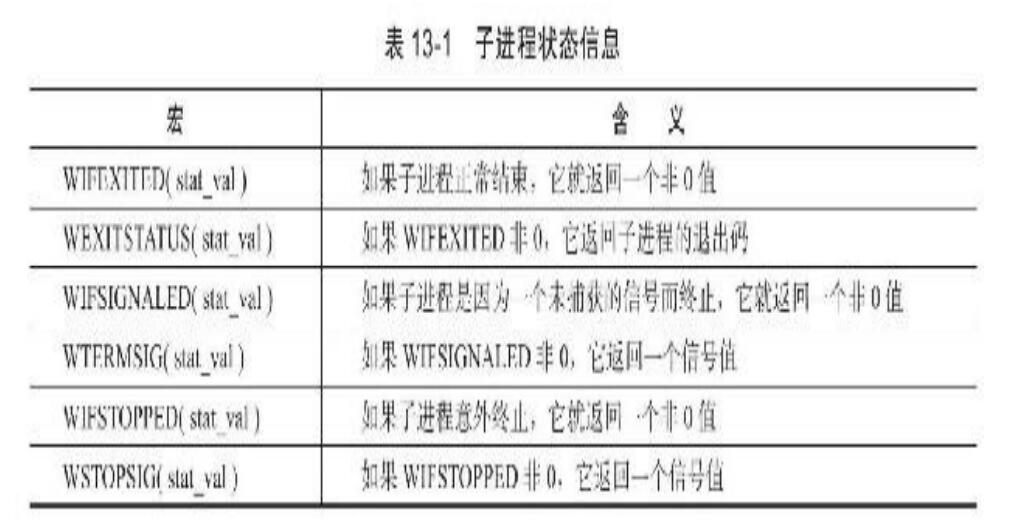 表 13-1 子进程状态信息
宏 含 义
WIFEXITED( stat_val ) 如果子进程正常结束，它就返回一个非 0 值
WEXITSTATUS( stat_val ) 如果 WIFEXITED 非 0，它返回子进程的退出码
WIFSIGNALED( stat_val ) 如果子进程是因为一个未捕获的信号而终止，它就返回一个非 0 值
WTERMSIG( stat_val ) 如果 WIFSIGNALED 非 0，它返回一个信号值
WIFSTOPPED( stat_val ) 如果子进程意外终止，它就返回一个非 0 值
WSTOPSIG( stat_val ) 如果 WIFSTOPPED 非 0，它返回一个信号值